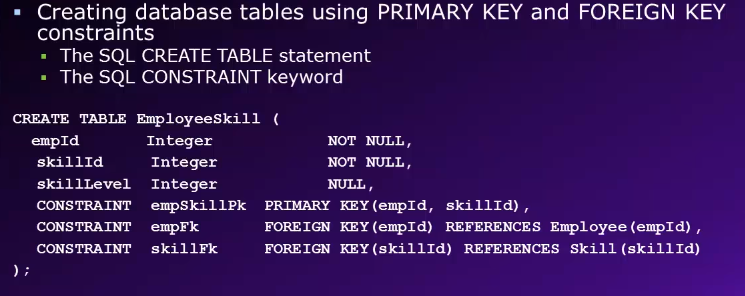 Creating database tables using PRIMARY KEY and FOREIGN KEY
constraints
The SQL CREATE TABLE statement
The SQL CONSTRAINT keyword
CREATE TABLE EmployeeSkill (
empId Integer NOT NULL,
skillId Integer NOT NULL,
skillLevel Integer NULL,
CONSTRAINT empSkillPk PRIMARY KEY(empId, skillId),
CONSTRAINT empFk FOREIGN KEY(empId) REFERENCES Employee(empId),
CONSTRAINT skillFk FOREIGN KEY(skillId) REFERENCES Skill(skillId)
);